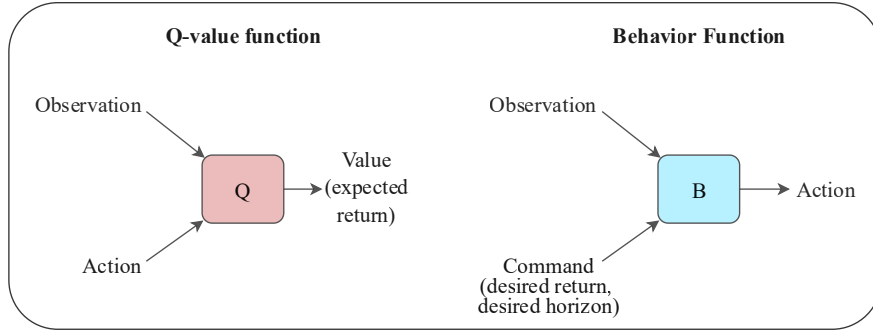 Q-value function
Observation
Q
Value
(expected
return)
Action
Behavior Function
Observation
B
Action
Command
(desired return,
desired horizon)